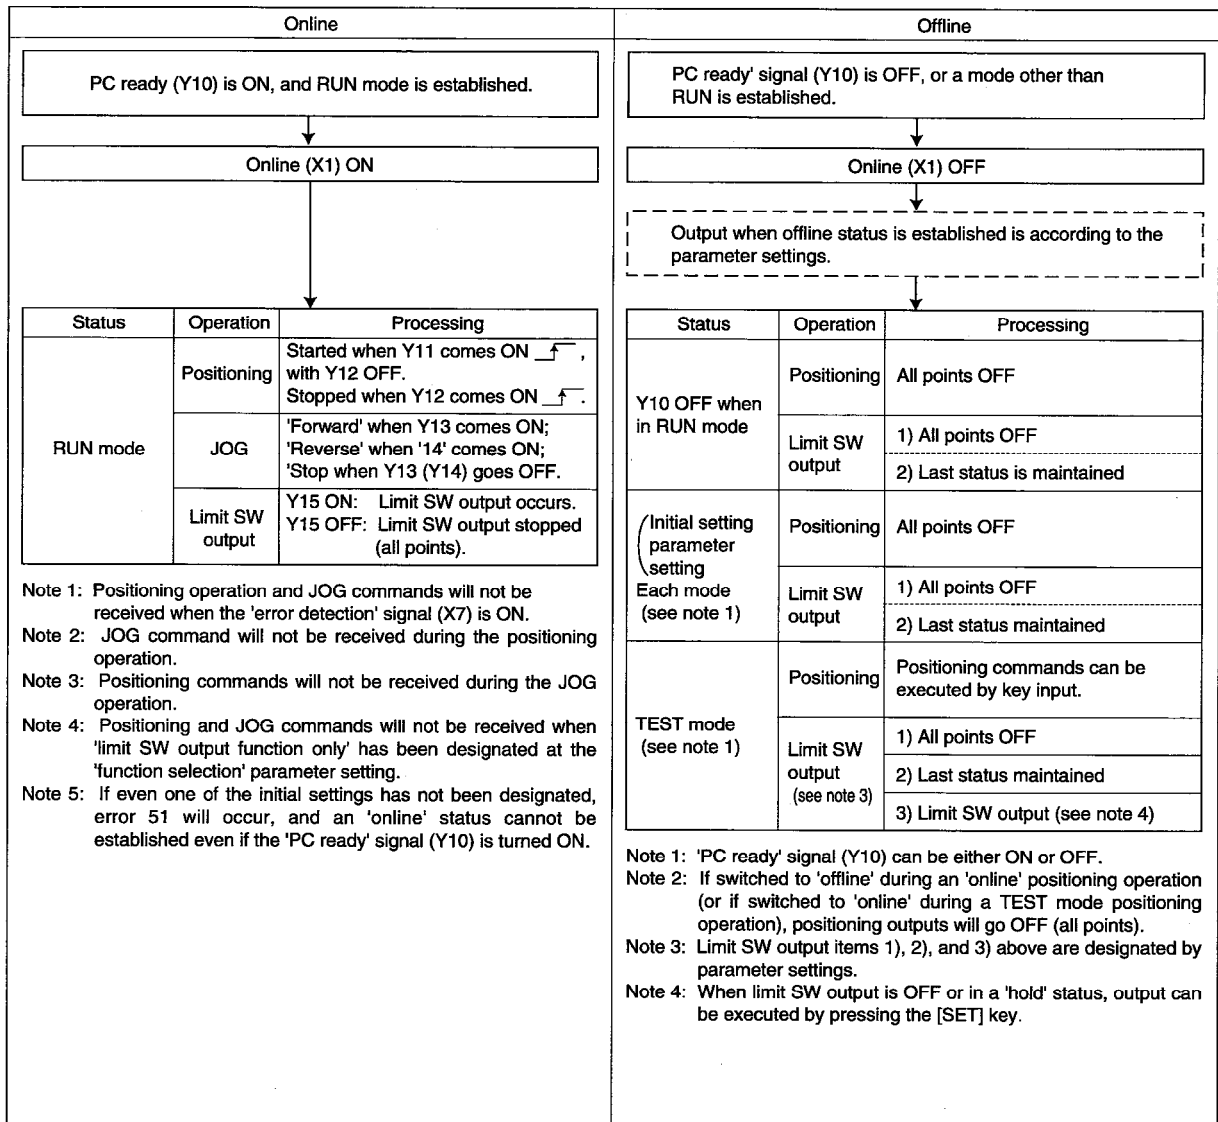 Online
PC ready (Y10) is ON, and RUN mode is established.
Online (X1) ON
Status Operation Processing
RUN mode
Positioning
Started when Y11 comes ON ,
with Y12 OFF.
Stopped when Y12 comes ON .
JOG
'Forward' when Y13 comes ON;
'Reverse' when '14' comes ON;
'Stop when Y13 (Y14) goes OFF.
Limit SW
output
Y15 ON: Limit SW output occurs.
Y15 OFF: Limit SW output stopped
(all points).
Note 1: Positioning operation and JOG commands will not be
received when the 'error detection' signal (X7) is ON.
Note 2: JOG command will not be received during the positioning
operation.
Note 3: Positioning commands will not be received during the JOG
operation.
Note 4: Positioning and JOG commands will not be received when
'limit SW output function only' has been designated at the
'function selection' parameter setting.
Note 5: If even one of the initial settings has not been designated,
error 51 will occur, and an 'online' status cannot be
established even if the 'PC ready' signal (Y10) is turned ON.
Offline
PC ready' signal (Y10) is OFF, or a mode other than
RUN is established.
Online (X1) OFF
Output when offline status is established is according to the
parameter settings.
Status Operation Processing
Y10 OFF when
in RUN mode
Positioning
All points OFF
Limit SW
output
1) All points OFF
2) Last status is maintained
(Initial setting
parameter
setting
Each mode
(see note 1)
Positioning
All points OFF
Limit SW
output
1) All points OFF
2) Last status maintained
TEST mode
(see note 1)
Positioning
Positioning commands can be
executed by key input.
Limit SW
output
(see note 3)
1) All points OFF
2) Last status maintained
3) Limit SW output (see note 4)
Note 1: 'PC ready' signal (Y10) can be either ON or OFF.
Note 2: If switched to 'offline' during an 'online' positioning operation
(or if switched to 'online' during a TEST mode positioning
operation), positioning outputs will go OFF (all points).
Note 3: Limit SW output items 1), 2), and 3) above are designated by
parameter settings.
Note 4: When limit SW output is OFF or in a 'hold' status, output can
be executed by pressing the [SET] key.